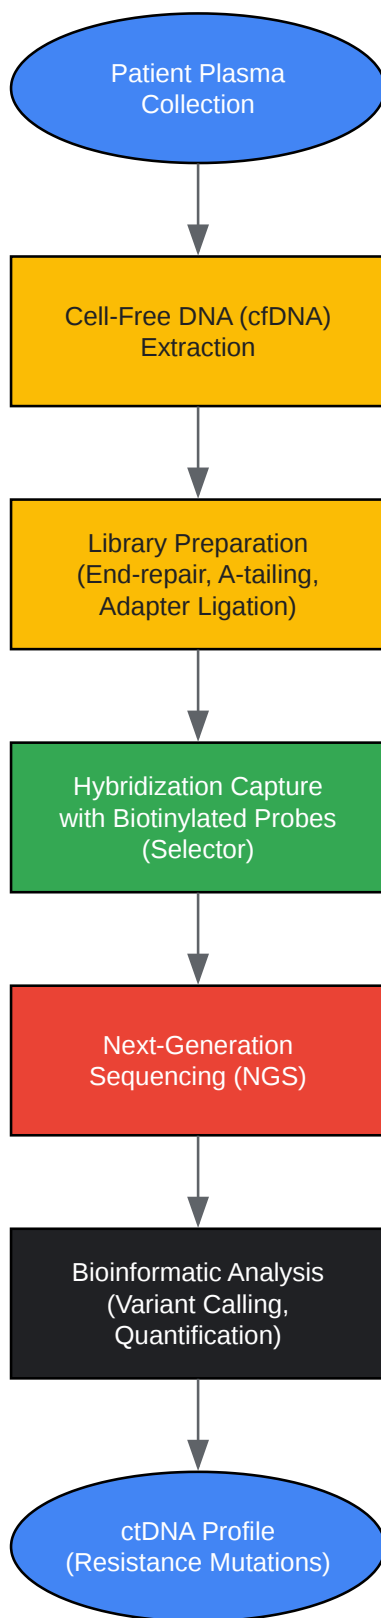 Patient Plasma
Collection
Cell-Free DNA (cfDNA)
Extraction
Library Preparation
(End-repair, A-tailing,
Adapter Ligation)
Hybridization Capture
with Biotinylated Probes
(Selector)
Next-Generation
Sequencing (NGS)
Bioinformatic Analysis
(Variant Calling,
Quantification)
ctDNA Profile
(Resistance Mutations)